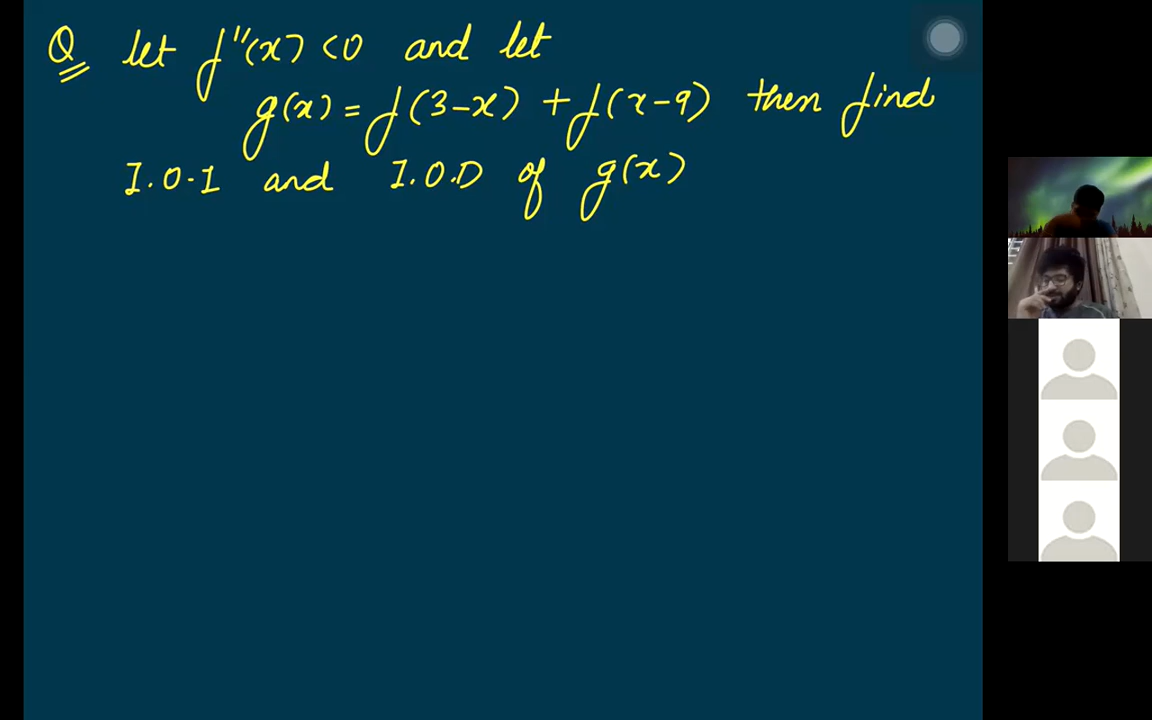 Q let f"(x) <0 and let
g(x) = f(3-x) + f(x-9) then find
I.O.I and I.O.D of g(x)